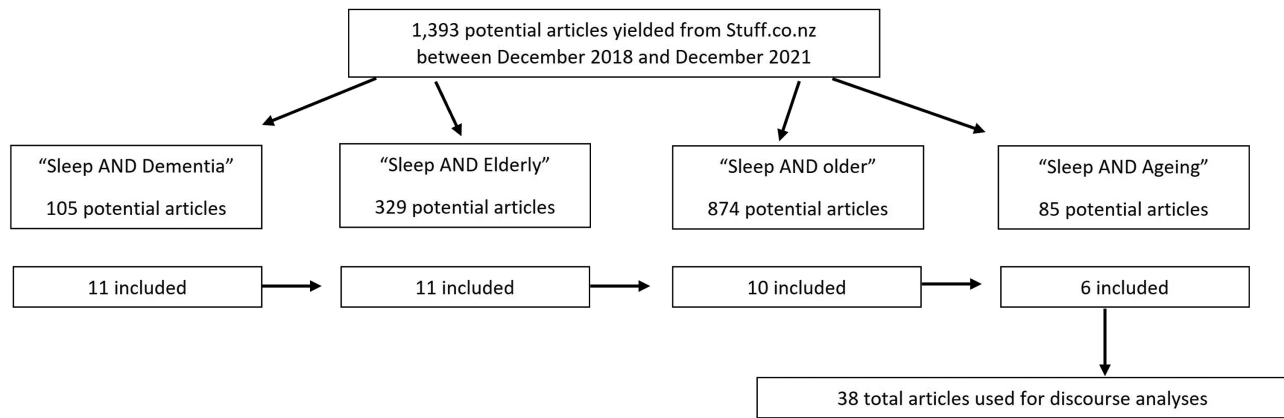 1,393 potential articles yielded from Stuff.co.nz
between December 2018 and December 2021
“Sleep AND Dementia”
105 potential articles
“Sleep AND Elderly”
329 potential articles
“Sleep AND older”
874 potential articles
“Sleep AND Ageing”
85 potential articles
11 included
11 included
10 included
6 included
38 total articles used for discourse analyses